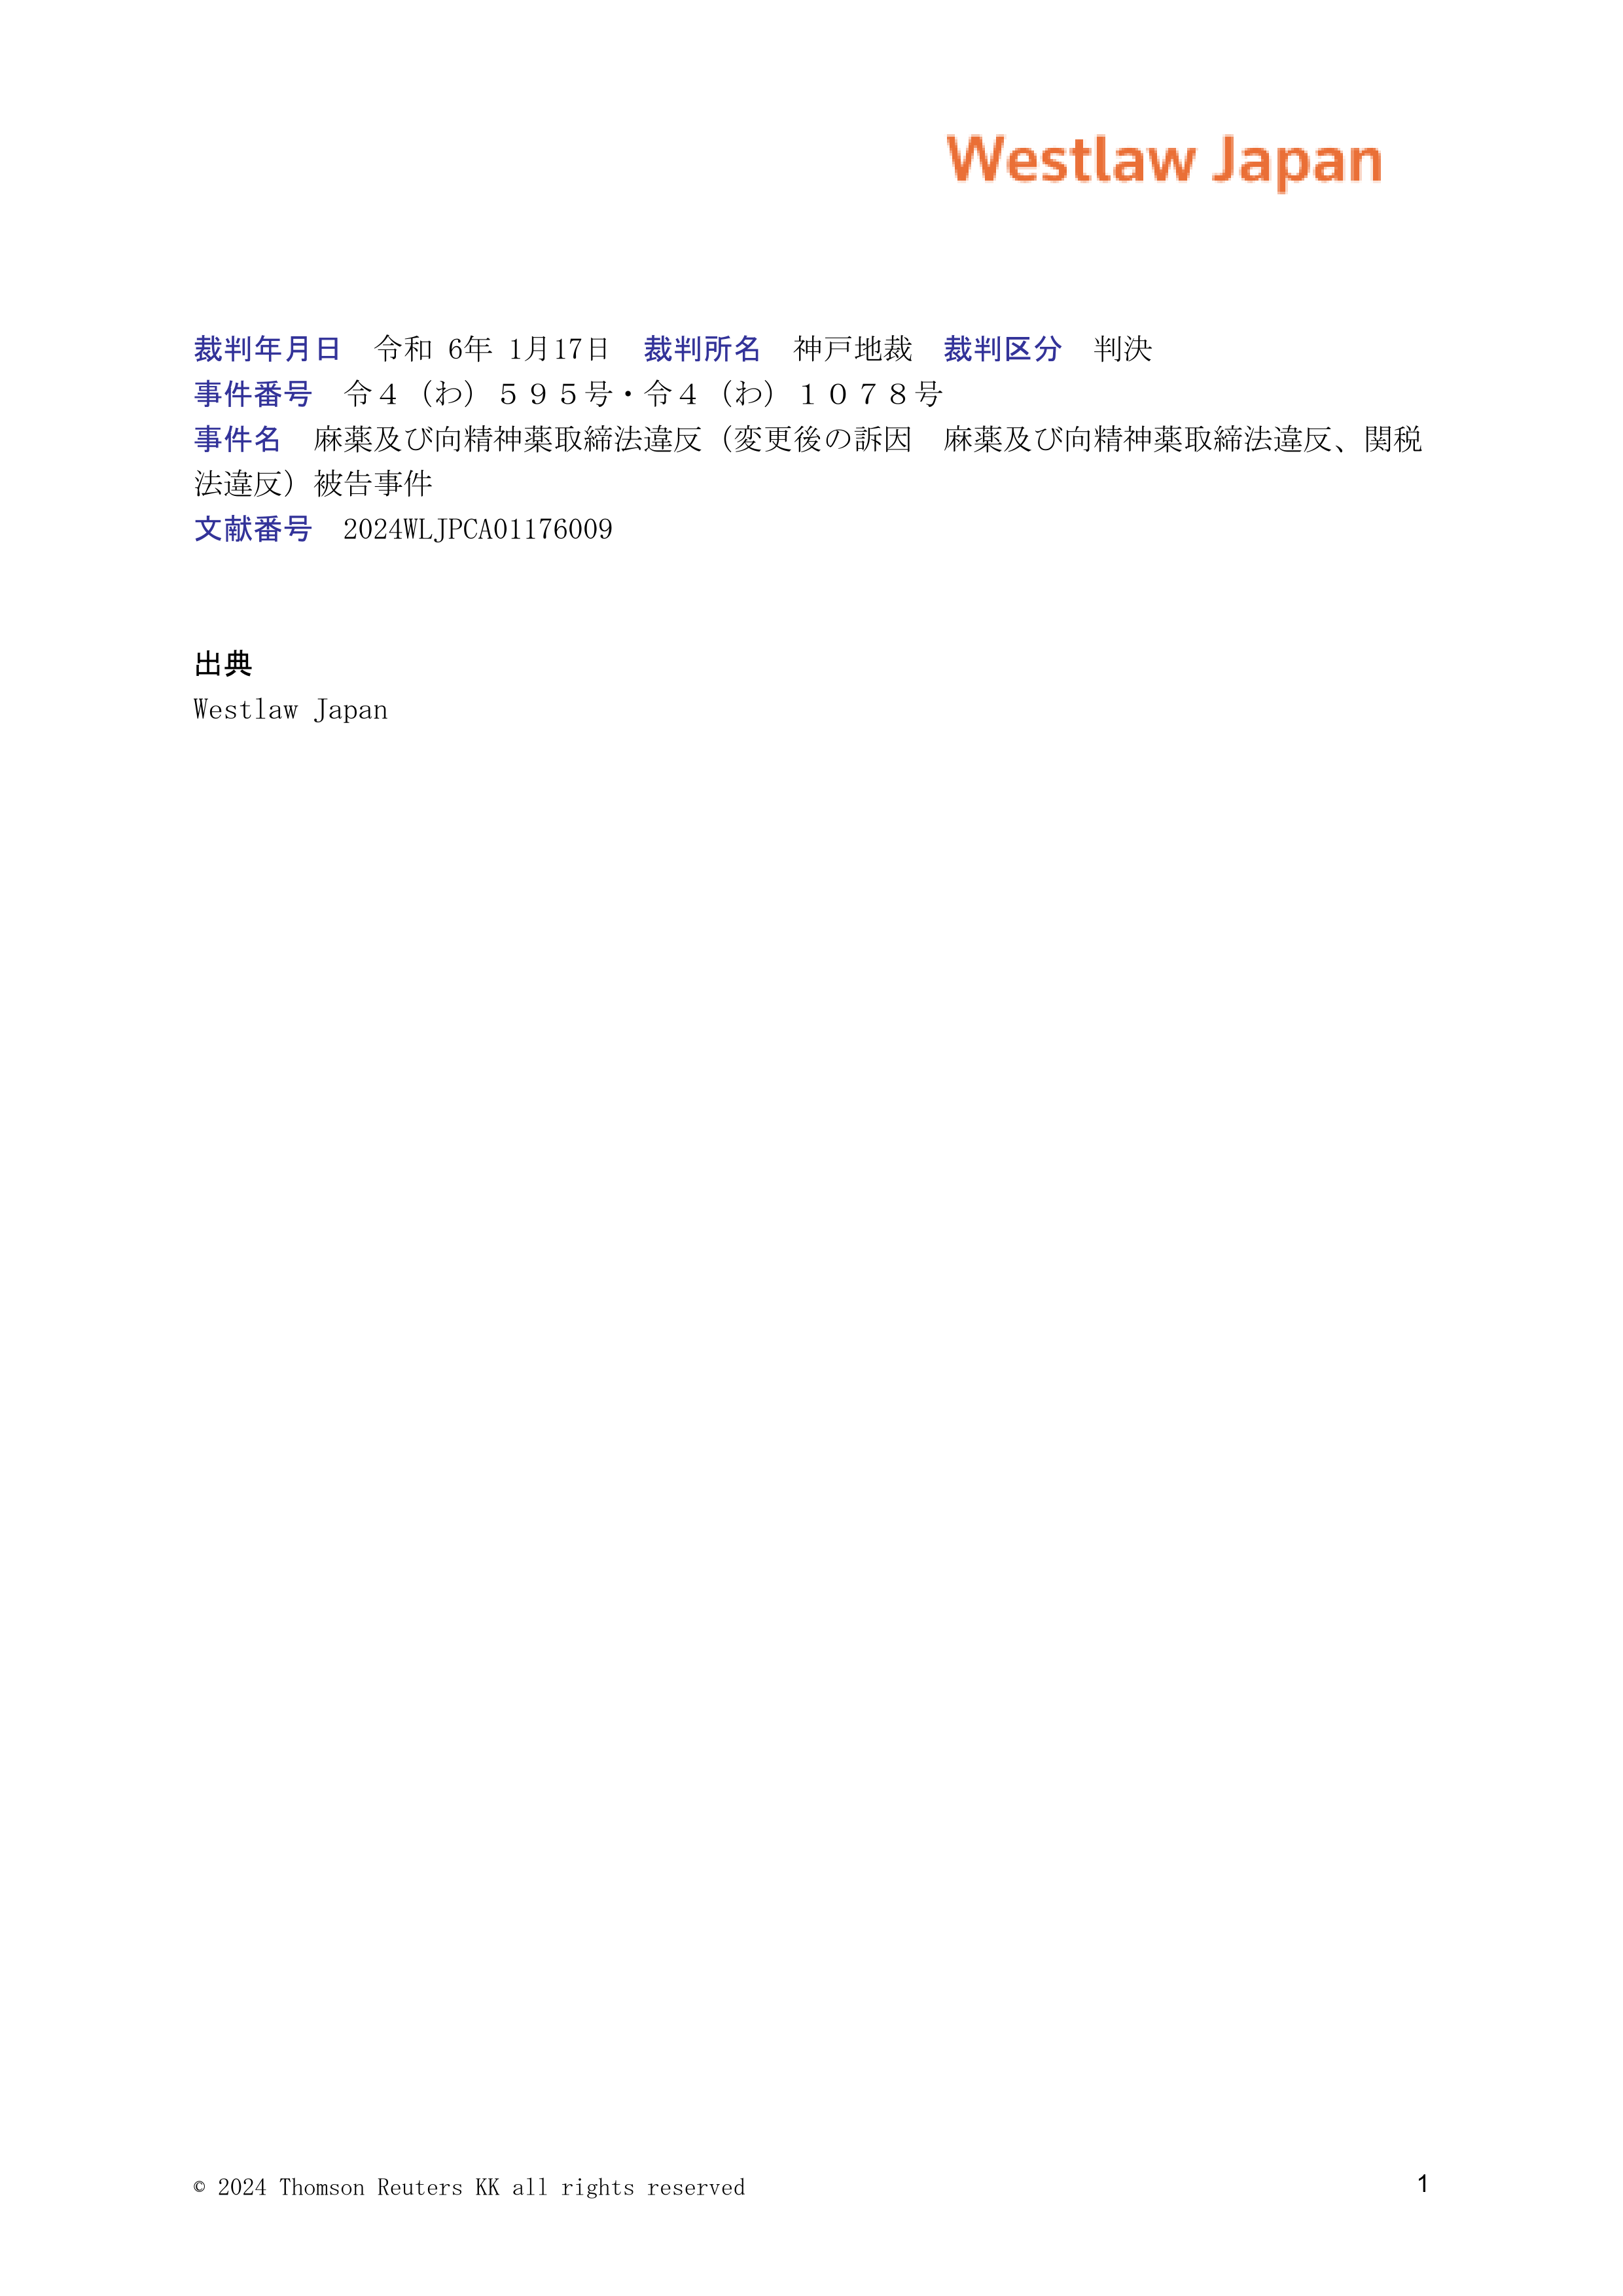 Westlaw Japan
裁判年月日　令和 6年 1月17日　裁判所名　神戸地裁　裁判区分　判決
事件番号　令４（わ）５９５号・令４（わ）１０７８号
事件名　麻薬及び向精神薬取締法違反（変更後の訴因　麻薬及び向精神薬取締法違反、関税
法違反）被告事件
文献番号　2024WLJPCA01176009
出典
Westlaw Japan
© 2024 Thomson Reuters KK all rights reserved
1